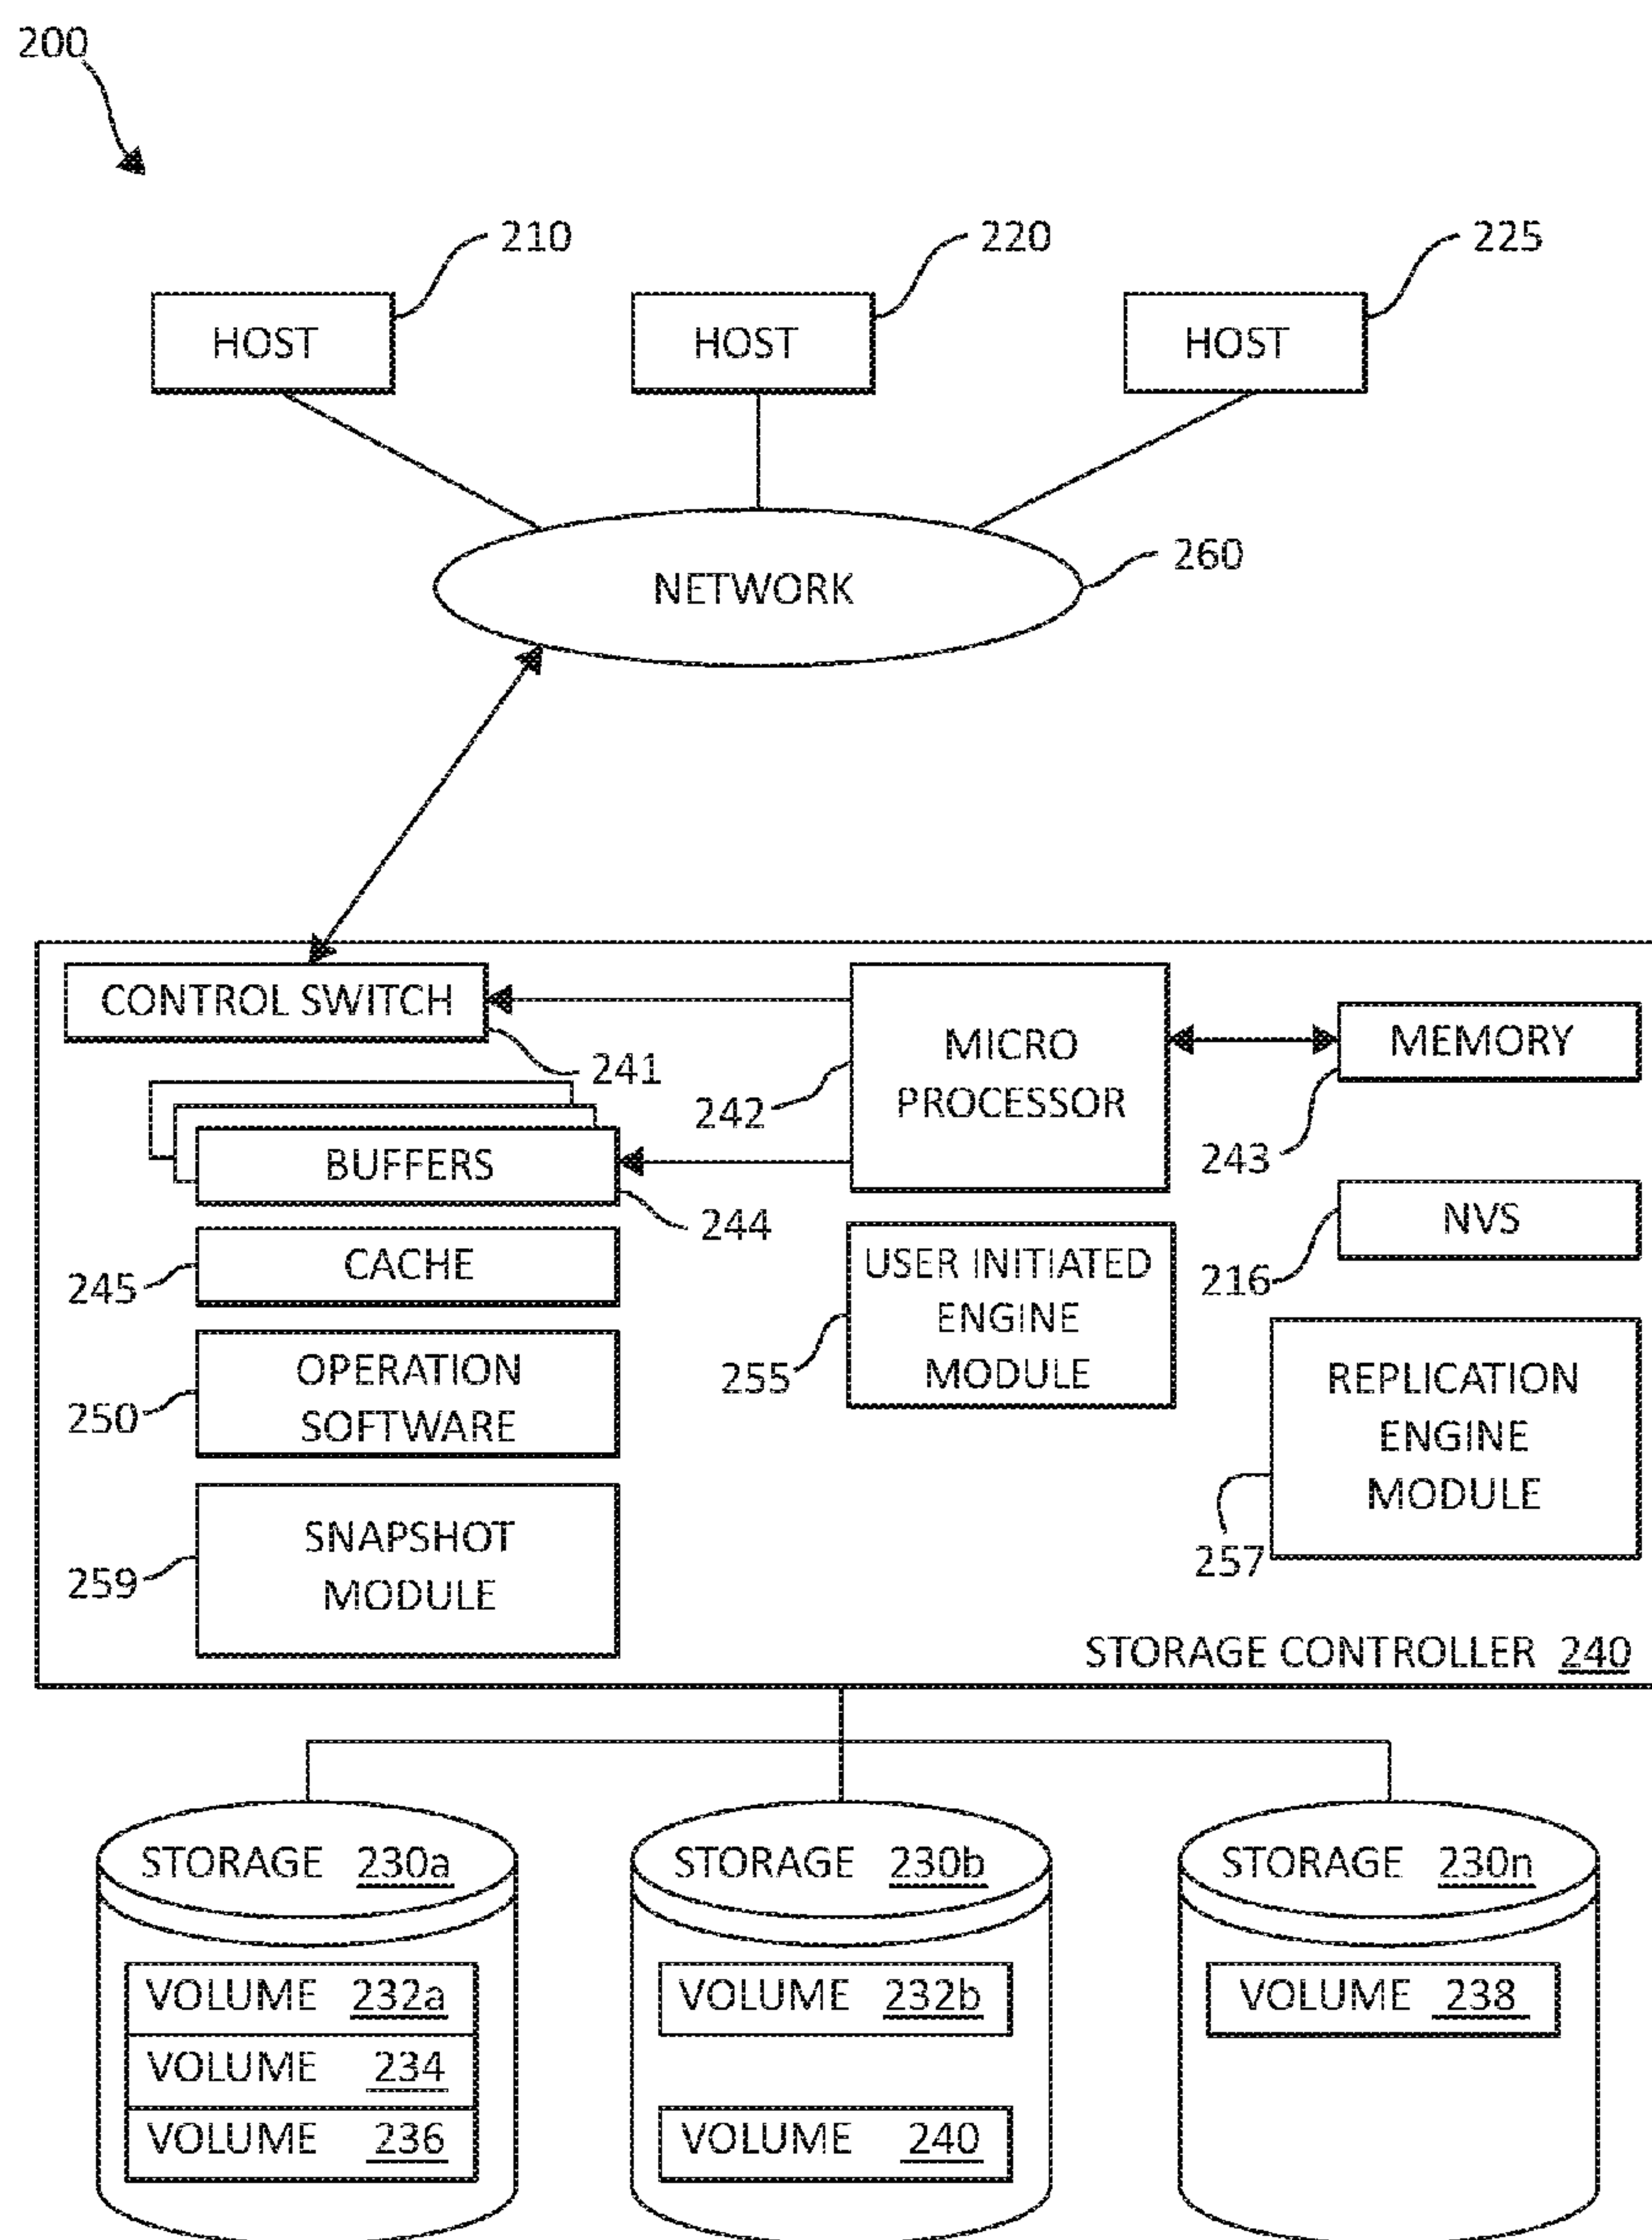 200
210
220
225
HOST
HOST
HOST
260
NETWORK
CONTROL SWITCH
241
MICRO
PROCESSOR
242
MEMORY
243
BUFFERS
244
NVS
216
CACHE
245
USER INITIATED
ENGINE
MODULE
255
OPERATION
SOFTWARE
250
REPLICATION
ENGINE
MODULE
257
SNAPSHOT
MODULE
259
STORAGE CONTROLLER 240
STORAGE 230a
STORAGE 230b
STORAGE 230n
VOLUME 232a
VOLUME 234
VOLUME 236
VOLUME 232b
VOLUME 240
VOLUME 238